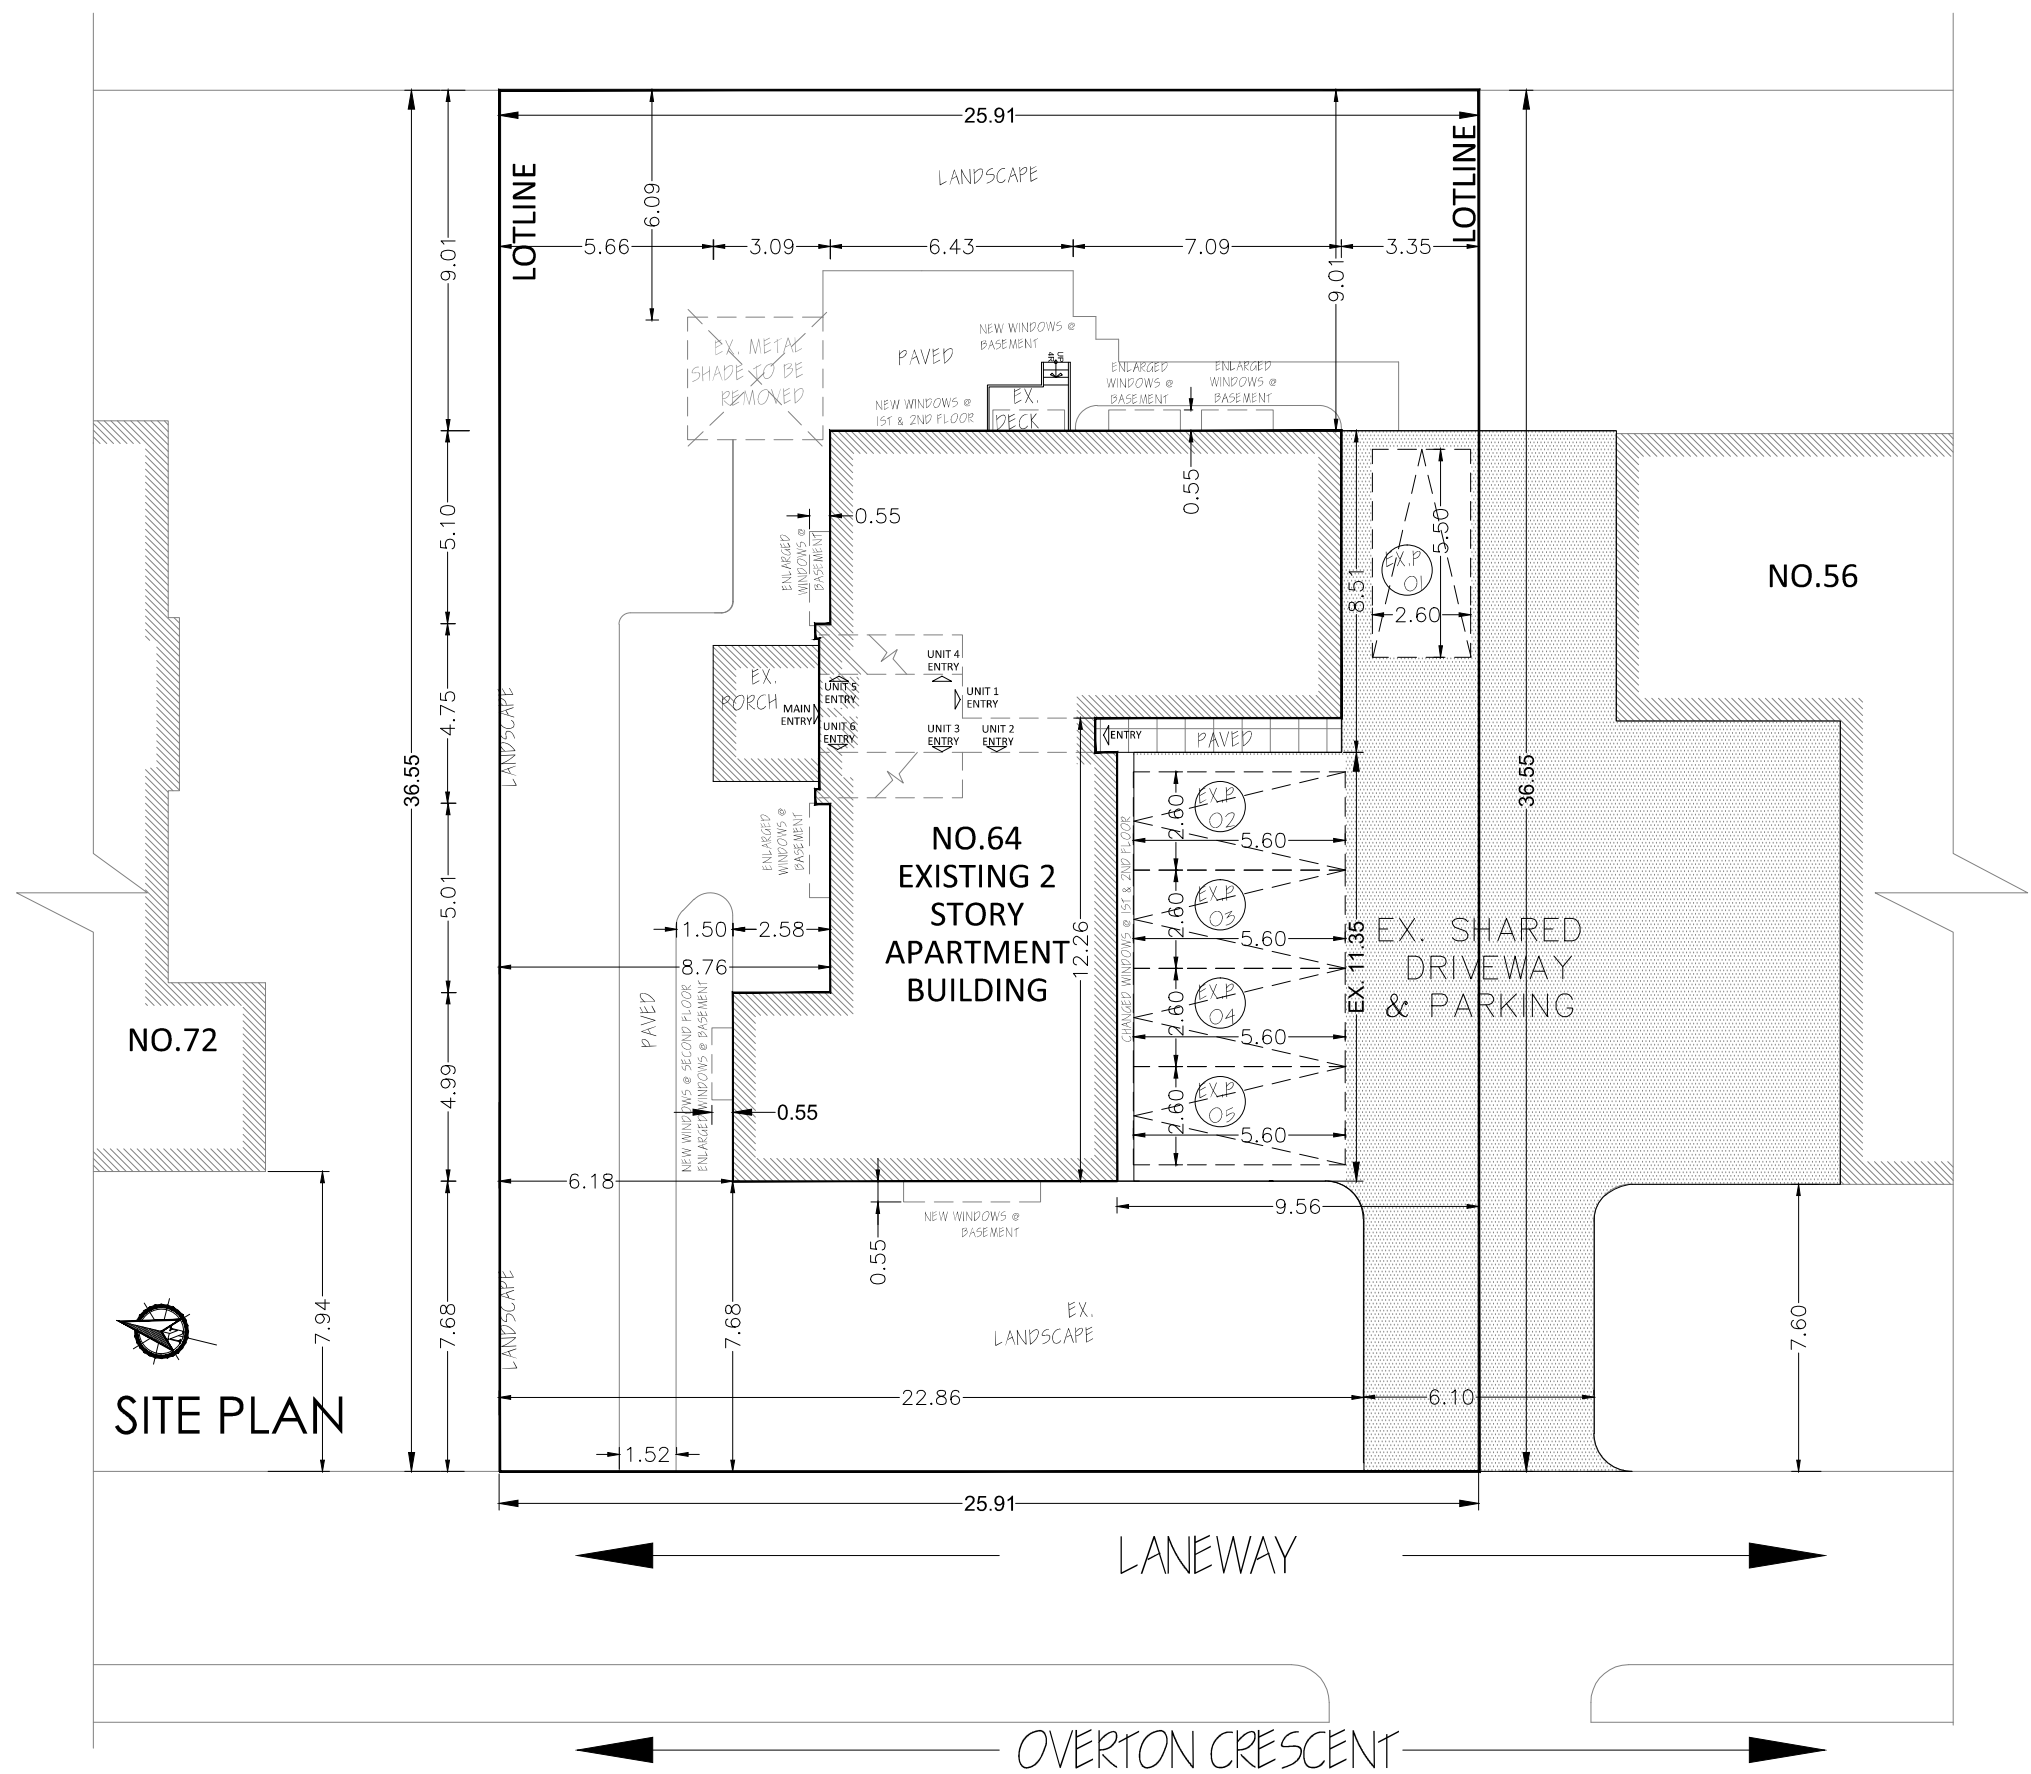 25.91
LOTLINE
LOTLINE
LANDSCAPE
6.09
9.01
9.01
5.66
3.09
6.43
7.09
3.35
EX. METAL
SHADE TO BE
REMOVED
PAVED
NEW WINDOWS @
BASEMENT
UP
4R
NEW WINDOWS @
1ST & 2ND FLOOR
EX.
DECK
ENLARGED
WINDOWS @
BASEMENT
ENLARGED
WINDOWS @
BASEMENT
0.55
5.10
0.55
ENLARGED
WINDOWS @
BASEMENT
8.51
5.50
EX.P
01
2.60
NO.56
4.75
LANDSCAPE
EX.
PORCH
MAIN
ENTRY
UNIT 5
ENTRY
UNIT 6
ENTRY
UNIT 4
ENTRY
UNIT 1
ENTRY
UNIT 3
ENTRY
UNIT 2
ENTRY
ENTRY
PAVED
36.55
36.55
ENLARGED
WINDOWS @
BASEMENT
NO.64
EXISTING 2
STORY
APARTMENT
BUILDING
12.26
CHANGED WINDOWS @ 1ST & 2ND FLOOR
2.60
EX.P
02
5.60
2.60
EX.P
03
5.60
2.60
EX.P
04
5.60
2.60
EX.P
05
5.60
EX. 11.35
EX. SHARED
DRIVEWAY
& PARKING
5.01
1.50
2.58
8.76
PAVED
NEW WINDOWS @ SECOND FLOOR
ENLARGED WINDOWS @ BASEMENT
NO.72
4.99
0.55
6.18
9.56
NEW WINDOWS @
BASEMENT
0.55
7.94
7.68
LANDSCAPE
7.68
EX.
LANDSCAPE
7.60
N
SITE PLAN
22.86
6.10
1.52
25.91
LANEWAY
OVERTON CRESCENT